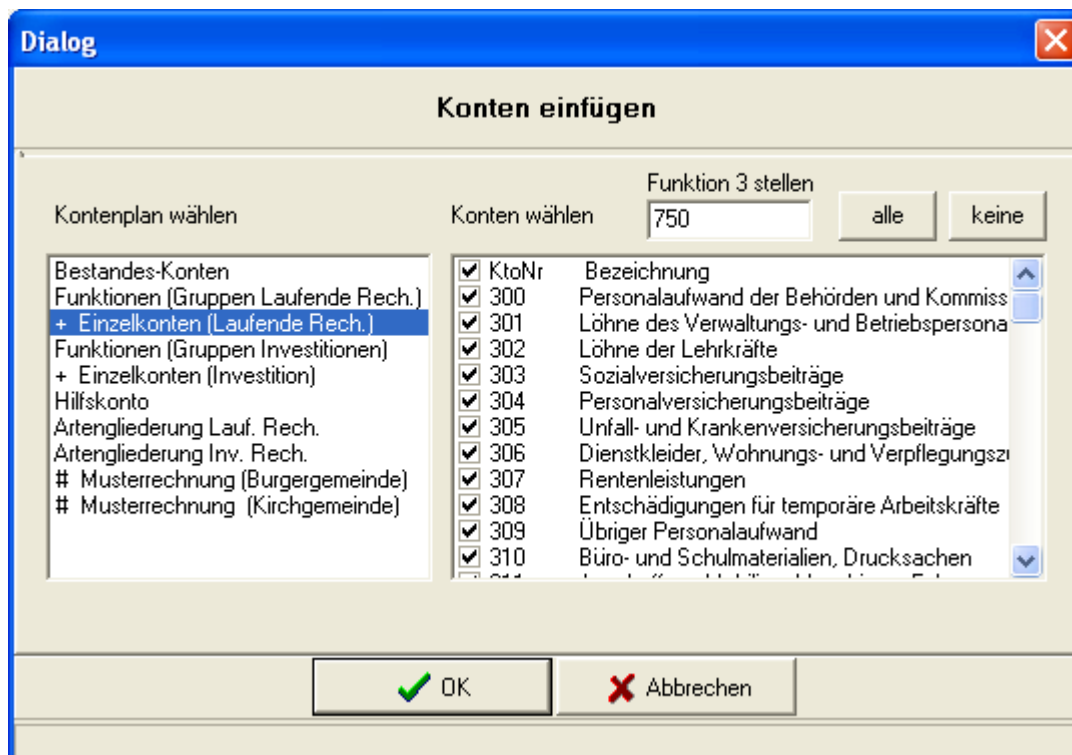 Dialog
Konten einfügen
Funktion 3 stellen
Kontenplan wählen
Konten wählen
750
alle
keine
Bestandes-Konten
Funktionen (Gruppen Laufende Rech.)
+ Einzelkonten (Laufende Rech.)
Funktionen (Gruppen Investitionen)
+ Einzelkonten (Investition)
Hilfskonto
Artengliederung Lauf. Rech.
Artengliederung Inv. Rech.
# Musterrechnung (Burgergemeinde)
# Musterrechnung (Kirchgemeinde)
KtoNr Bezeichnung
300 Personalaufwand der Behörden und Kommiss
301 Löhne des Verwaltungs- und Betriebspersona
302 Löhne der Lehrkräfte
303 Sozialversicherungsbeiträge
304 Personalversicherungsbeiträge
305 Unfall- und Krankenversicherungsbeiträge
306 Dienstkleider, Wohnungs- und Verpflegungszu
307 Rentenleistungen
308 Entschädigungen für temporäre Arbeitskräfte
309 Übriger Personalaufwand
310 Büro- und Schulmaterialien, Drucksachen
OK
Abbrechen